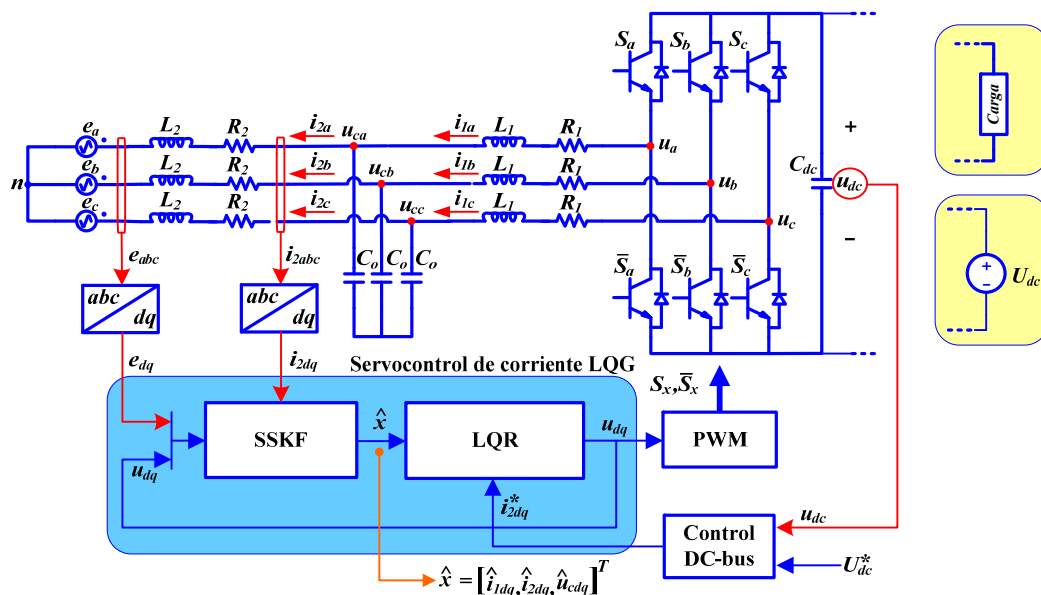 Sa Sb Sc
Carga
ea L2 R2 i2a uca i1a L1 R1 ua
+
eb L2 R2 i2b ucb i1b L1 R1 ub
Cdc udc
n
ec L2 R2 i2c ucc i1c L1 R1 uc
−
eabc i2abc Co Co Co
S̅a S̅b S̅c
+
−
Udc
abc
dq
abc
dq
edq i2dq
Servocontrol de corriente LQG
Sx,S̅x
SSKF
x̂
LQR
udq
PWM
udq
i*2dq
udc
Control
DC-bus
U*dc
x̂ = [î1dq,î2dq,ûcdq]T